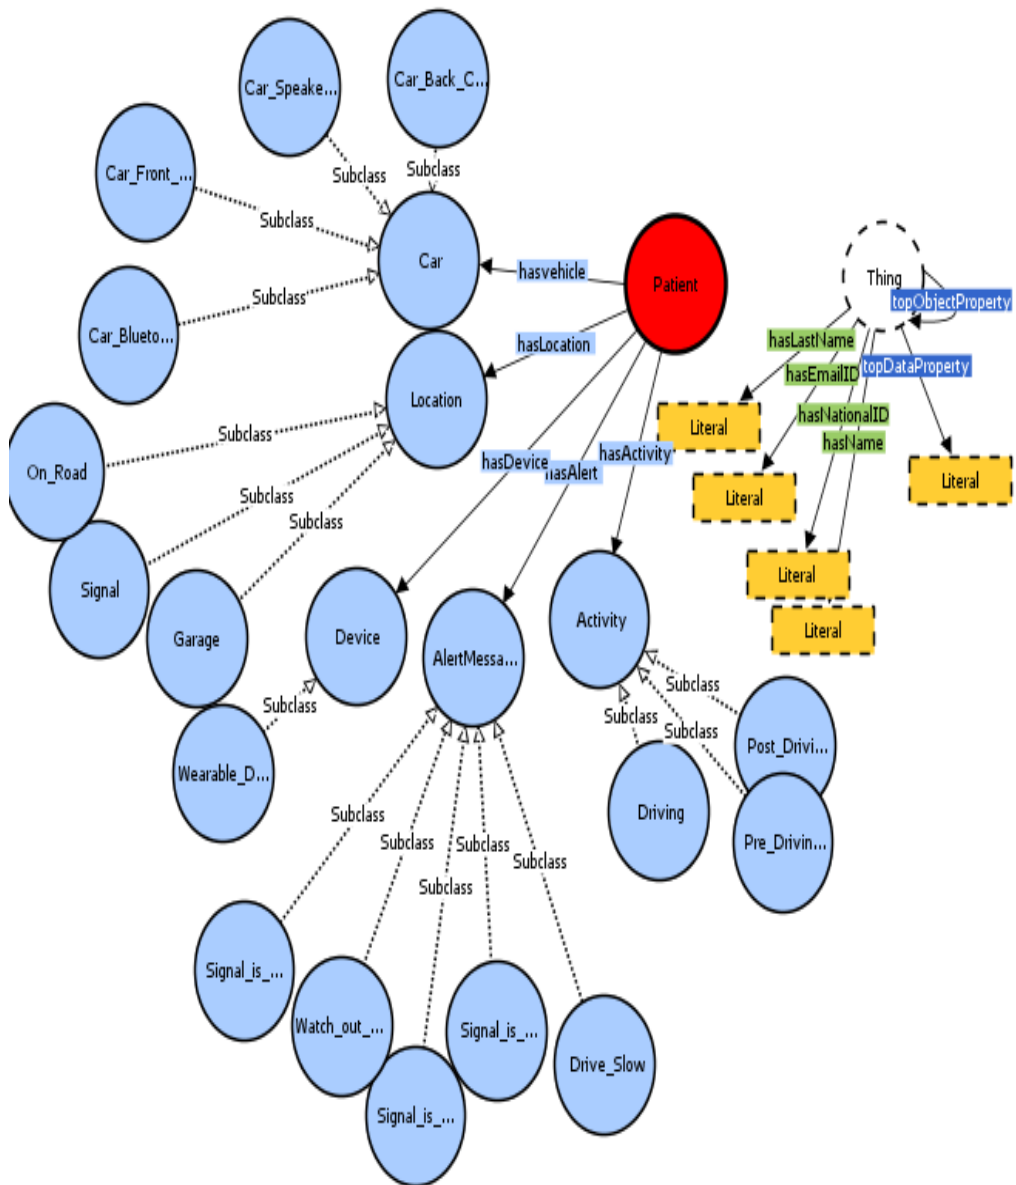 Car_Speake...
Car_Back_C...
Subclass
Subclass
Car_Front_...
Subclass
Car
Patient
Thing
hasvehicle
topObjectProperty
Subclass
Car_Blueto...
hasLastName
hasLocation
topDataProperty
hasEmailID
Location
hasNationalID
Literal
Subclass
hasName
hasActivity
hasDevice
hasAlert
On_Road
Literal
Literal
Subclass
Subclass
Literal
Signal
Activity
Literal
Garage
Device
AlertMessa...
Subclass
Subclass
Subclass
Subclass
Post_Drivi...
Wearable_D...
Driving
Pre_Drivin...
Subclass
Subclass
Subclass
Subclass
Subclass
Signal_is_...
Watch_out_...
Signal_is_...
Drive_Slow
Signal_is_...